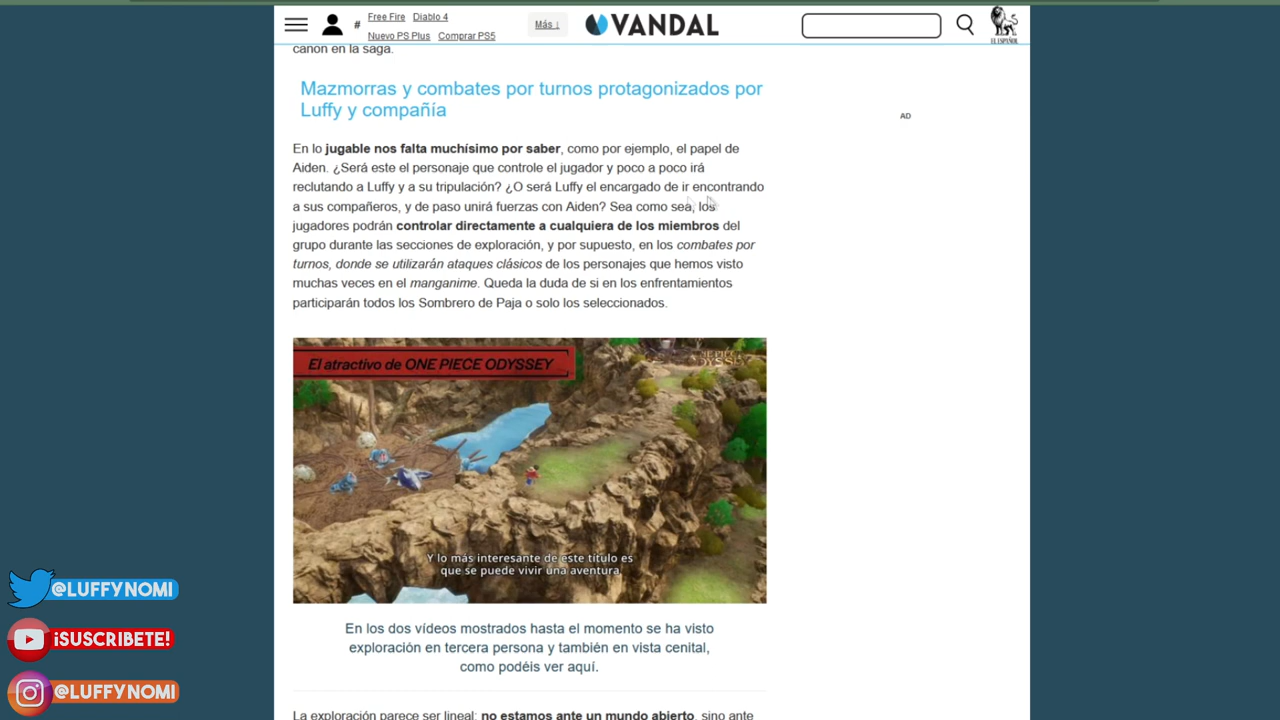 # Free Fire Diablo 4
Nuevo PS Plus Comprar PS5
Más ↓
VANDAL
EL ESPAÑOL
canon en la saga.
Mazmorras y combates por turnos protagonizados por
Luffy y compañía
AD
En lo jugable nos falta muchísimo por saber, como por ejemplo, el papel de
Aiden. ¿Será este el personaje que controle el jugador y poco a poco irá
reclutando a Luffy y a su tripulación? ¿O será Luffy el encargado de ir encontrando
a sus compañeros, y de paso unirá fuerzas con Aiden? Sea como sea, los
jugadores podrán controlar directamente a cualquiera de los miembros del
grupo durante las secciones de exploración, y por supuesto, en los combates por
turnos, donde se utilizarán ataques clásicos de los personajes que hemos visto
muchas veces en el manganime. Queda la duda de si en los enfrentamientos
participarán todos los Sombrero de Paja o solo los seleccionados.
El atractivo de ONE PIECE ODYSSEY
Y lo más interesante de este título es
que se puede vivir una aventura
En los dos vídeos mostrados hasta el momento se ha visto
exploración en tercera persona y también en vista cenital,
como podéis ver aquí.
La exploración parece ser lineal: no estamos ante un mundo abierto, sino ante
@LUFFYNOMI
¡SUSCRIBETE!
@LUFFYNOMI